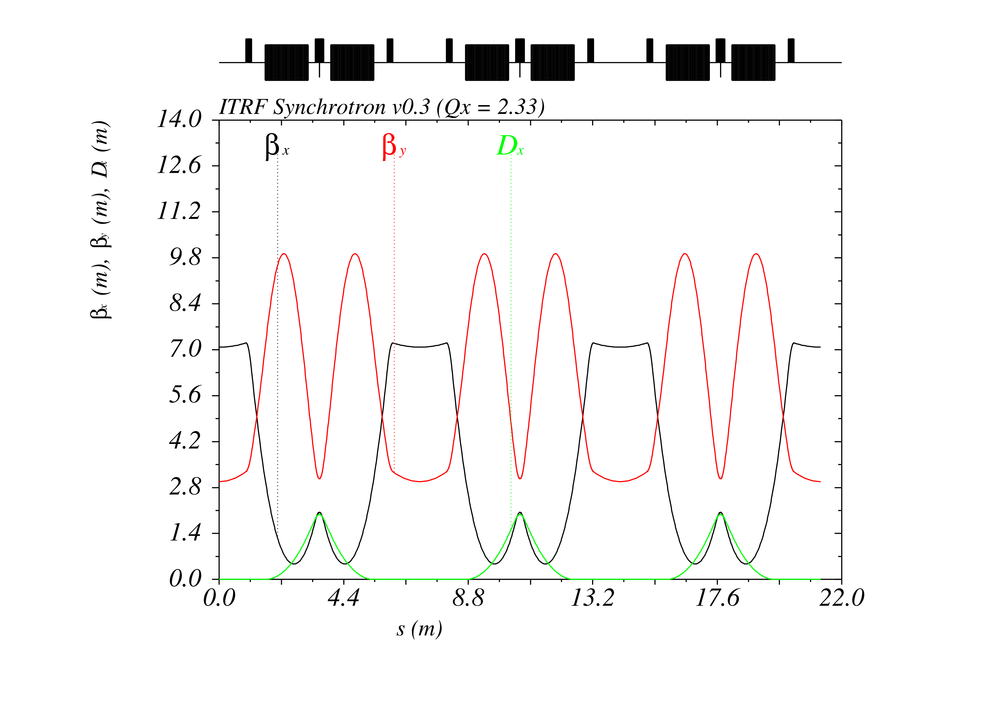 ITRF Synchrotron v0.3 (Qx = 2.33)
βx (m), βy (m), Dx (m)
14.0
12.6
11.2
9.8
8.4
7.0
5.6
4.2
2.8
1.4
0.0
βx βy Dx
0.0 4.4 8.8 13.2 17.6 22.0
s (m)